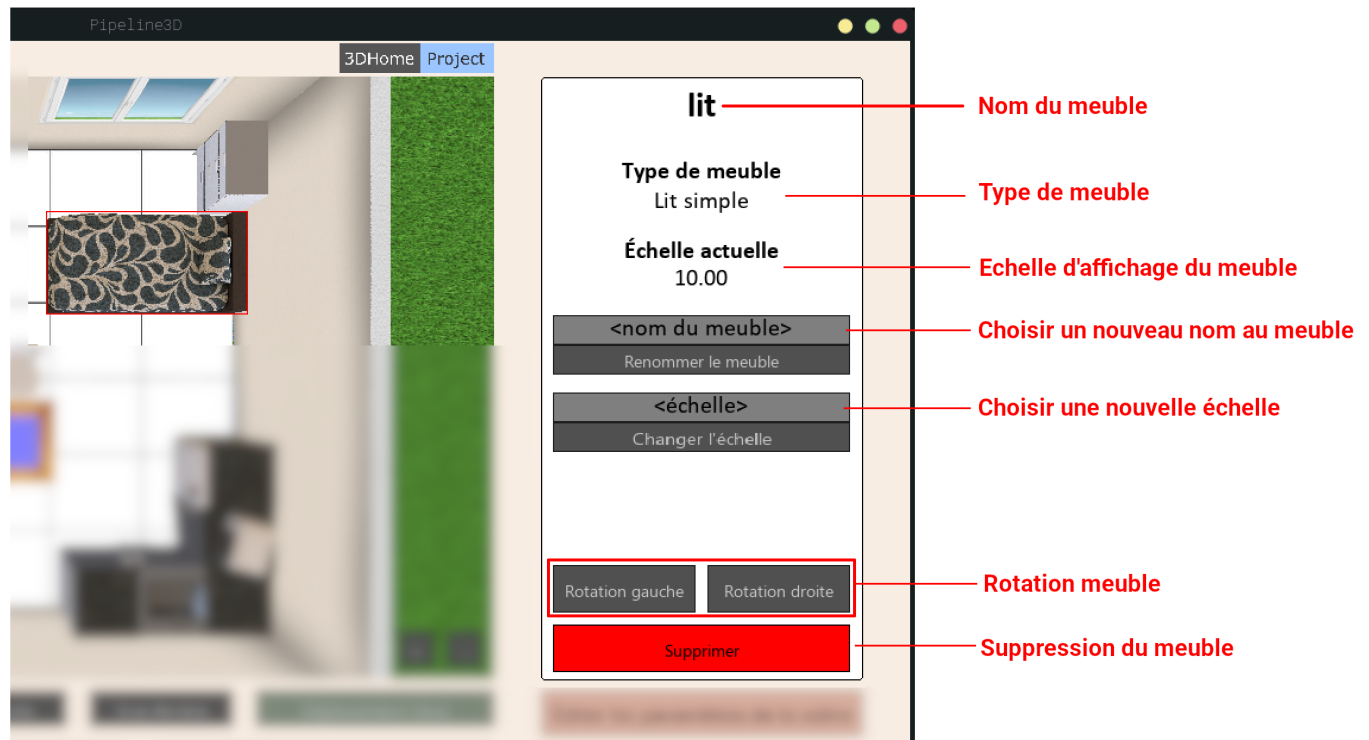 Pipeline3D
3DHome Project
lit
Nom du meuble
Type de meuble
Lit simple
Type de meuble
Échelle actuelle
10.00
Echelle d'affichage du meuble
<nom du meuble>
Choisir un nouveau nom au meuble
Renommer le meuble
<échelle>
Choisir une nouvelle échelle
Changer l'échelle
Rotation gauche Rotation droite
Rotation meuble
Supprimer
Suppression du meuble